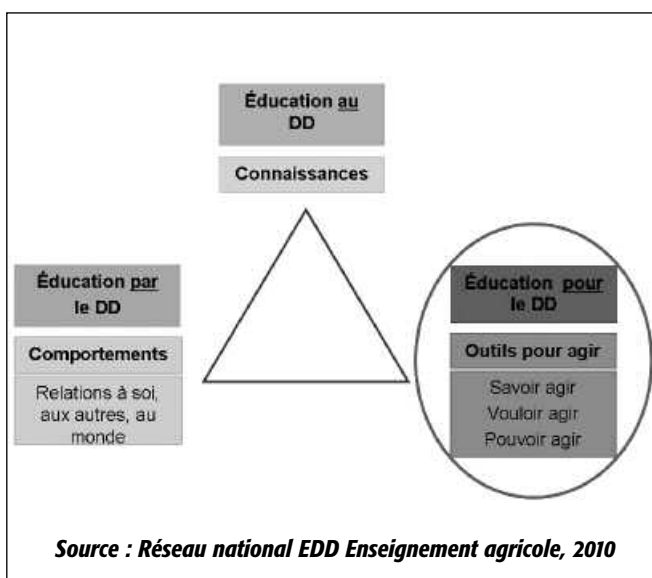 Éducation au
DD
Connaissances
Éducation par
le DD
Comportements
Relations à soi,
aux autres, au
monde
Éducation pour
le DD
Outils pour agir
Savoir agir
Vouloir agir
Pouvoir agir
Source : Réseau national EDD Enseignement agricole, 2010